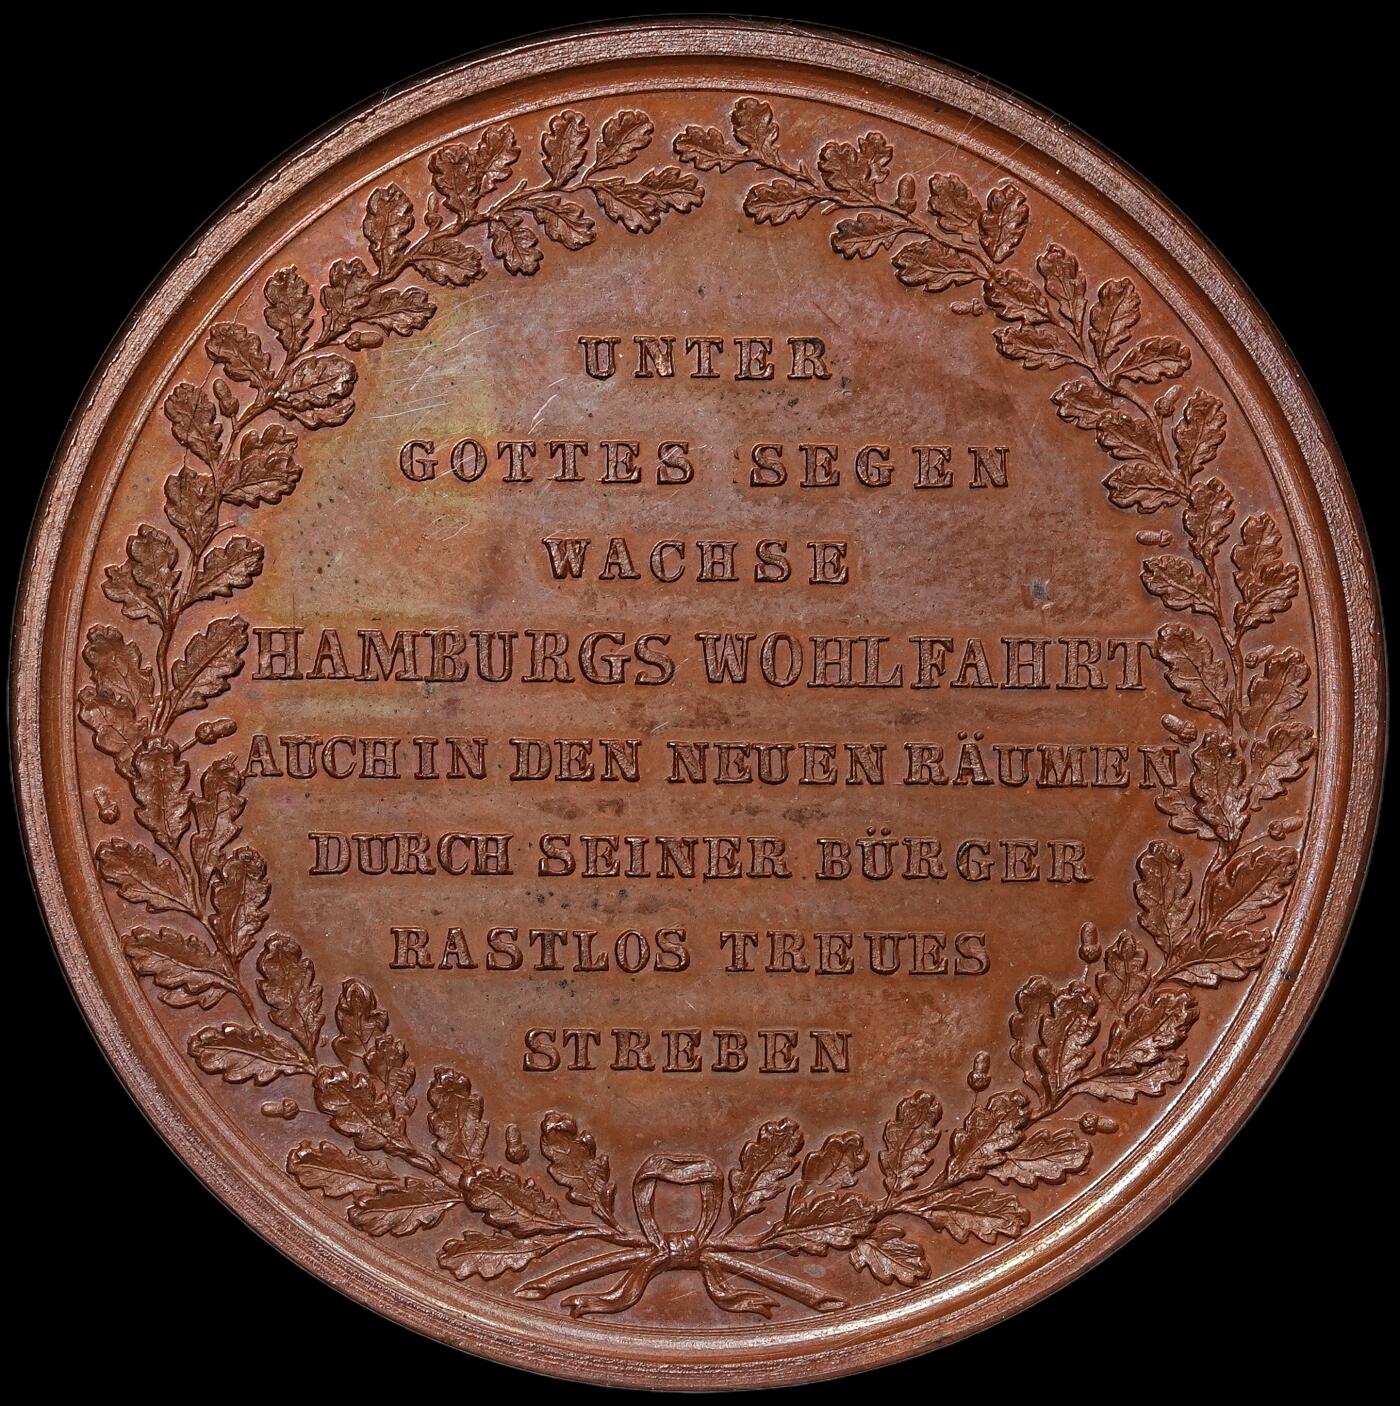 UNTER
GOTTES SEGEN
WACHSE
HAMBURGS WOHLFAHRT
AUCH IN DEN NEUEN RÄUMEN
DURCH SEINER BÜRGER
RASTLOS TREUES
STREBEN